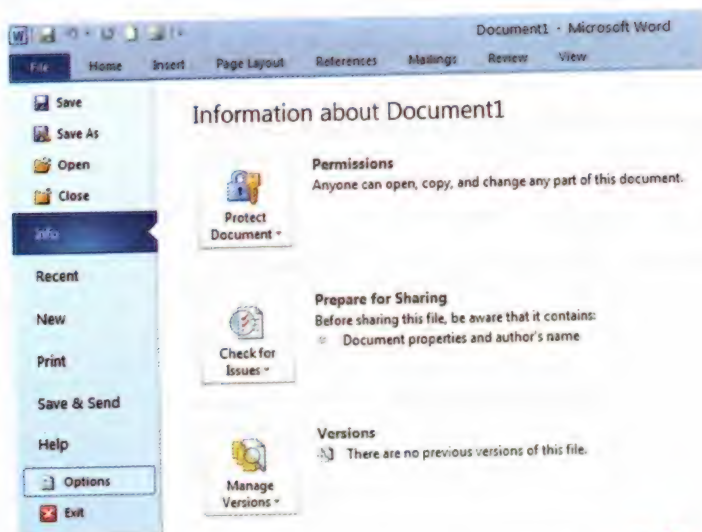 Document1 - Microsoft Word
File Home Insert Page Layout References Mailings Review View
Save
Save As
Open
Close
Info
Recent
New
Print
Save & Send
Help
Options
Exit
Information about Document1
Protect
Document
Permissions
Anyone can open, copy, and change any part of this document.
Check for
Issues
Prepare for Sharing
Before sharing this file, be aware that it contains:
Document properties and author's name
Manage
Versions
Versions
There are no previous versions of this file.